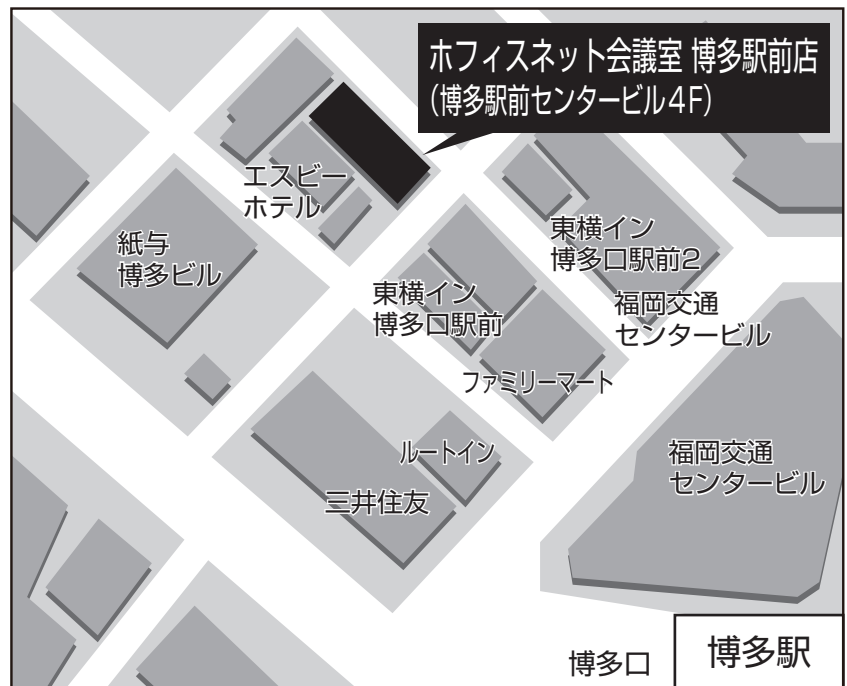 ホフィスネット会議室 博多駅前店
(博多駅前センタービル4F)
エスビー
ホテル
紙与
博多ビル
東横イン
博多口駅前2
東横イン
博多口駅前
福岡交通
センタービル
ファミリーマート
ルートイン
三井住友
福岡交通
センタービル
博多口
博多駅